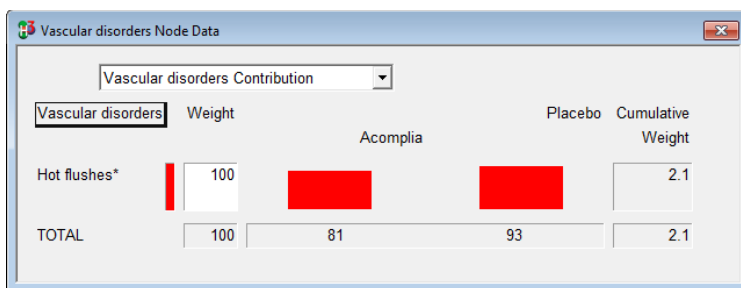 Vascular disorders Node Data
Vascular disorders Contribution
Vascular disorders Weight Placebo Cumulative
Acomplia Weight
Hot flushes* 100 2.1
TOTAL 100 81 93 2.1